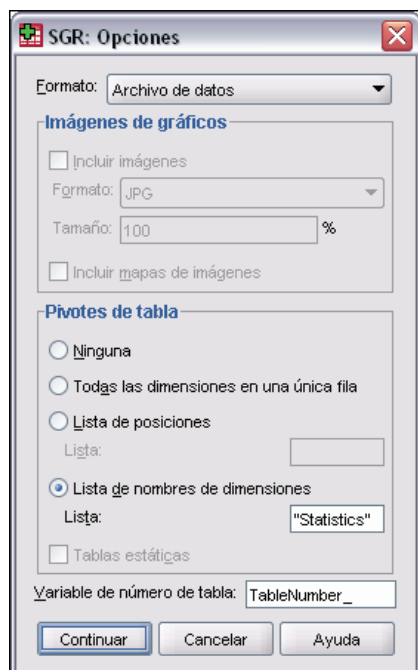 SGR: Opciones
Formato: Archivo de datos
Imágenes de gráficos
Incluir imágenes
Formato: JPG
Tamaño: 100 %
Incluir mapas de imágenes
Pivotes de tabla
Ninguna
Todas las dimensiones en una única fila
Lista de posiciones
Lista:
Lista de nombres de dimensiones
Lista: "Statistics"
Tablas estáticas
Variable de número de tabla: TableNumber_
Continuar Cancelar Ayuda